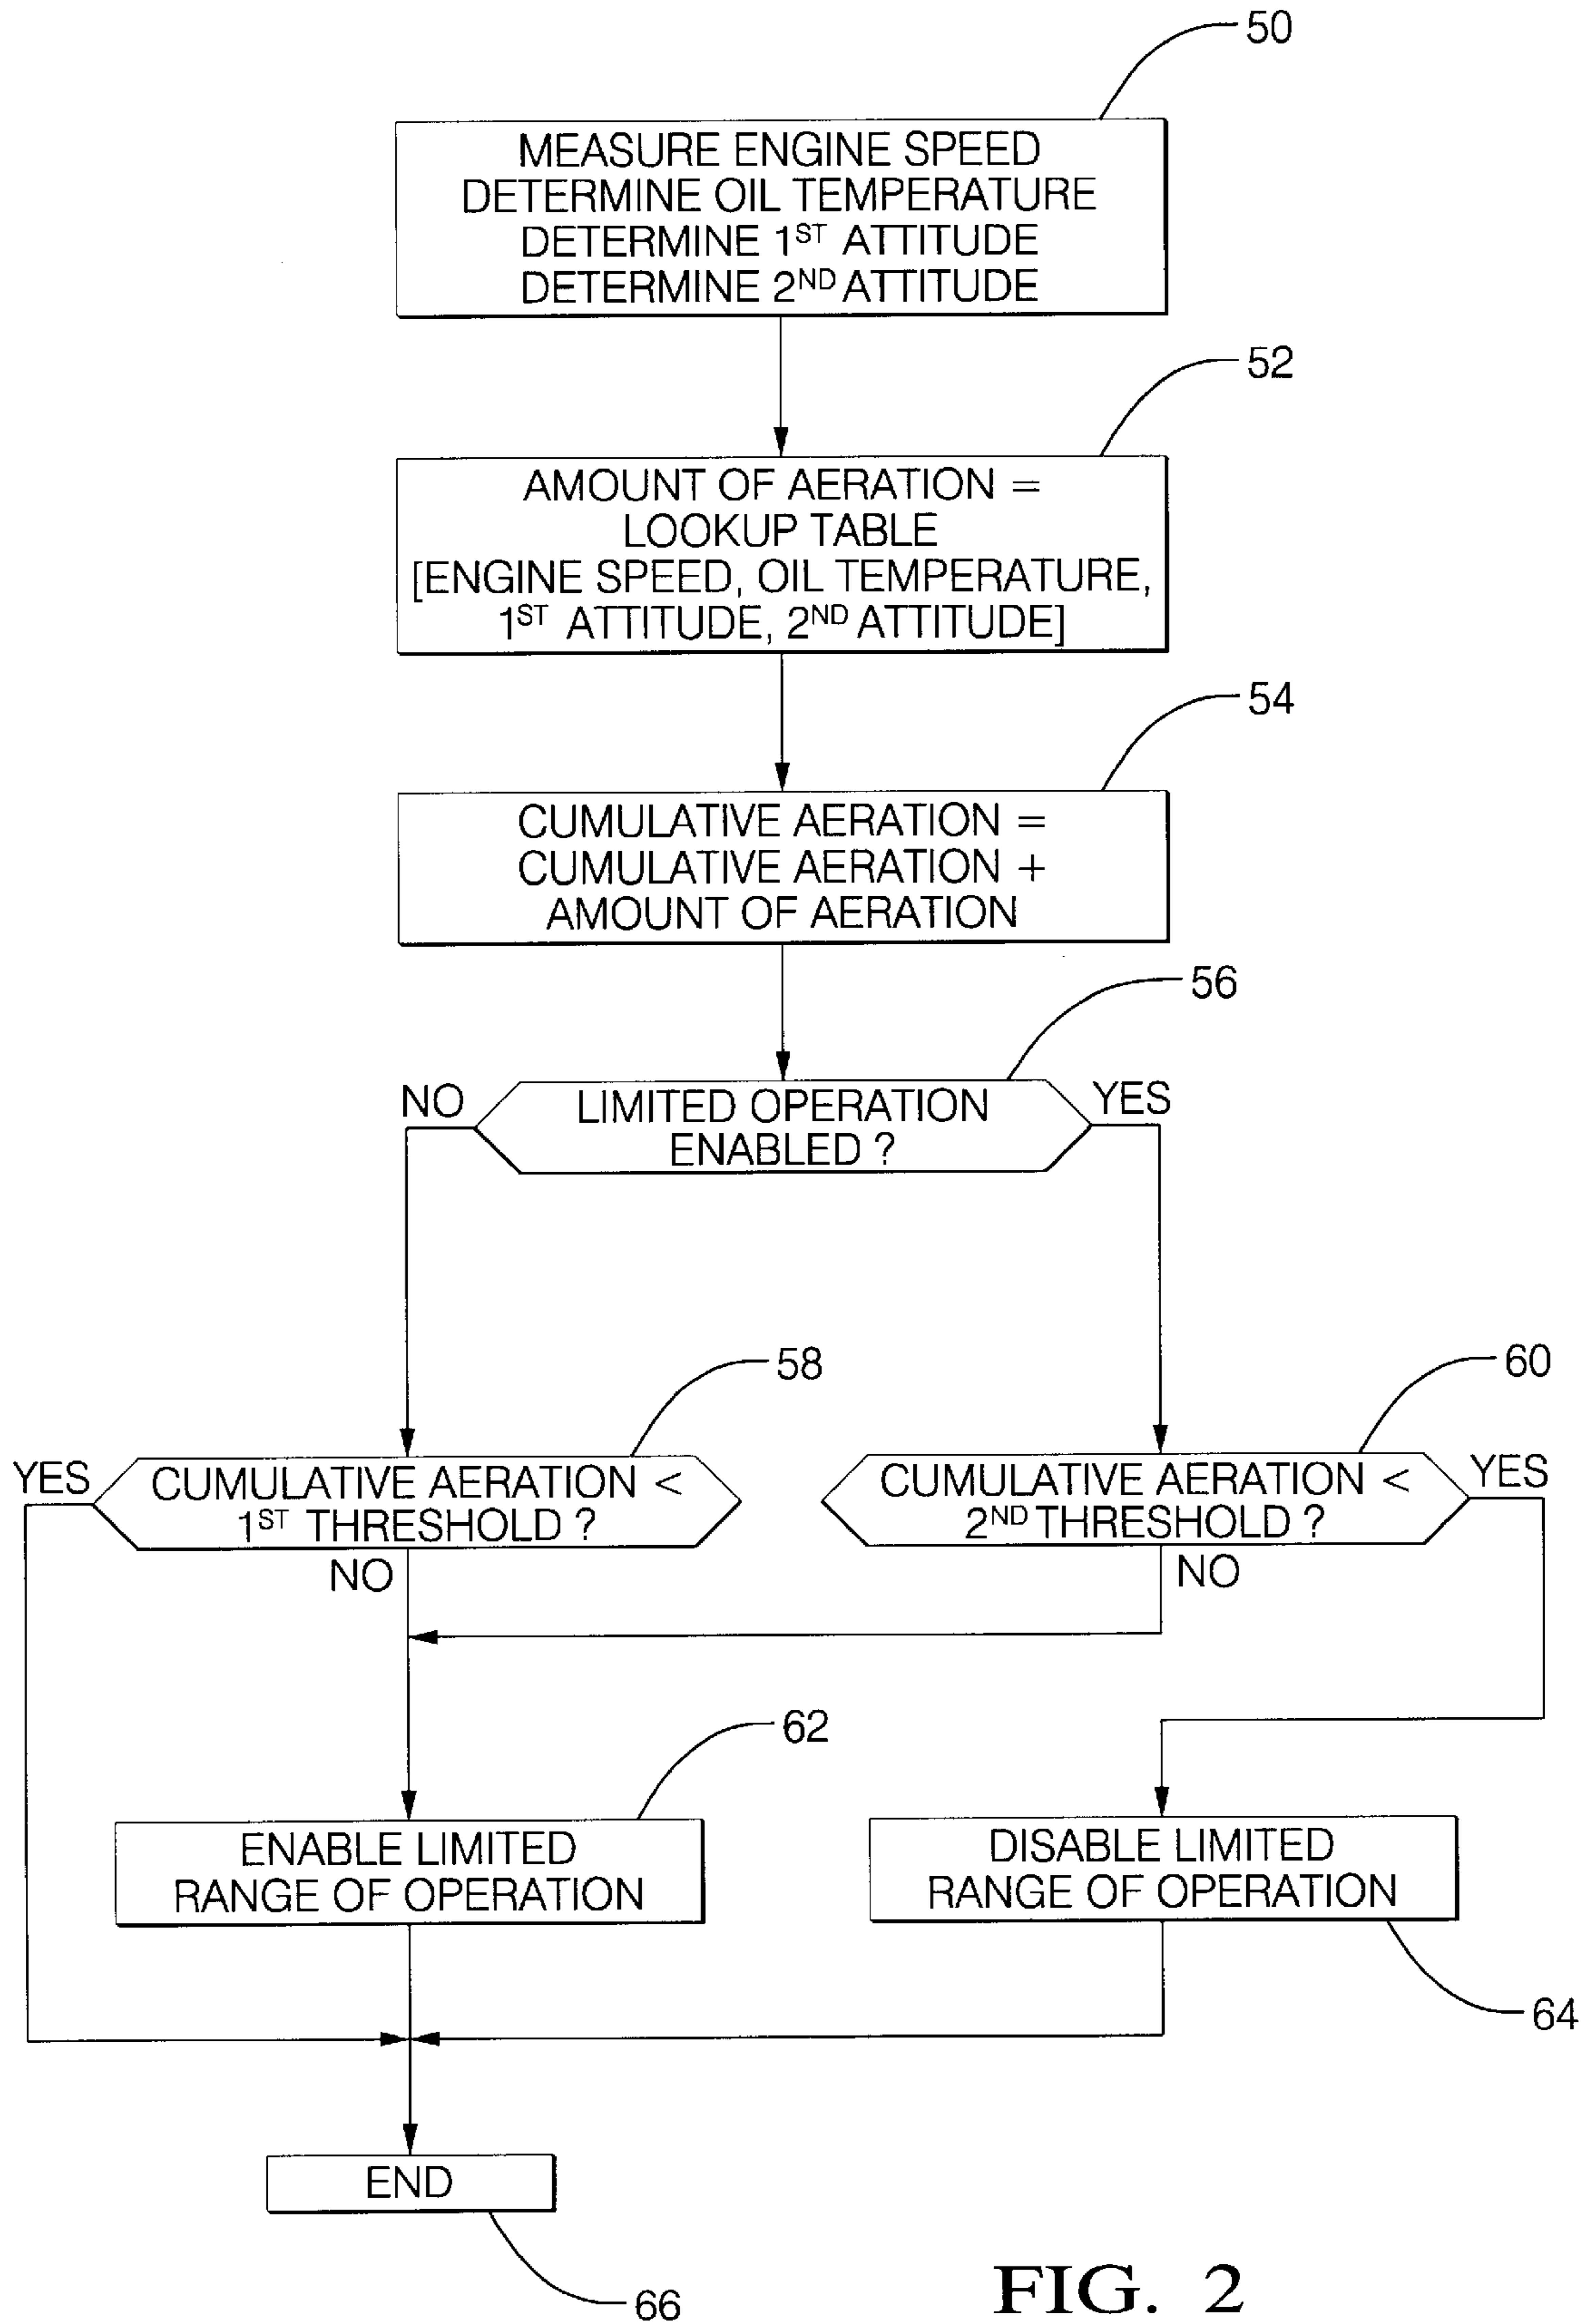 50
MEASURE ENGINE SPEED
DETERMINE OIL TEMPERATURE
DETERMINE 1ST ATTITUDE
DETERMINE 2ND ATTITUDE
52
AMOUNT OF AERATION =
LOOKUP TABLE
[ENGINE SPEED, OIL TEMPERATURE,
1ST ATTITUDE, 2ND ATTITUDE]
54
CUMULATIVE AERATION =
CUMULATIVE AERATION +
AMOUNT OF AERATION
56
NO
LIMITED OPERATION
ENABLED ?
YES
58
60
YES
CUMULATIVE AERATION <
1ST THRESHOLD ?
NO
CUMULATIVE AERATION <
2ND THRESHOLD ?
YES
NO
62
ENABLE LIMITED
RANGE OF OPERATION
DISABLE LIMITED
RANGE OF OPERATION
64
END
66
FIG. 2